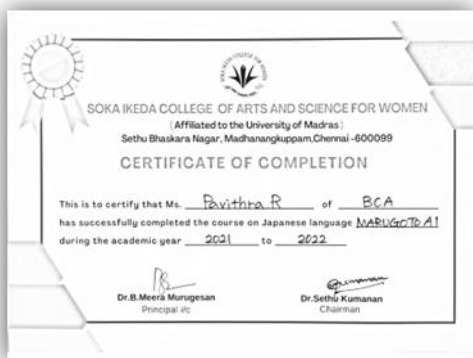 SOKA IKEDA COLLEGE OF ARTS AND SCIENCE FOR WOMEN
(Affiliated to the University of Madras)
Sethu Bhaskara Nagar, Madhanangkuppam,Chennai -600099
CERTIFICATE OF COMPLETION
This is to certify that Ms. Pavithra R of BCA
has successfully completed the course on Japanese language MARUGOTO A1
during the academic year 2021 to 2022
Dr.B.Meera Murugesan
Principal i/c
Dr.Sethu Kumanan
Chairman